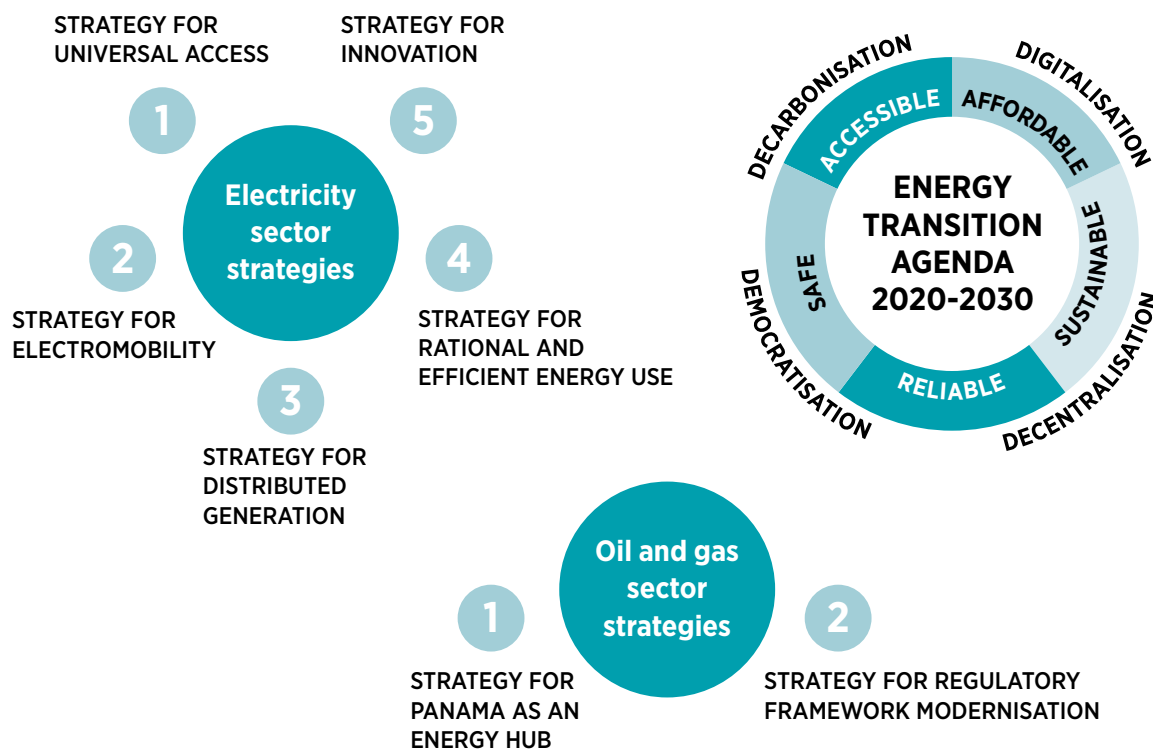 STRATEGY FOR
UNIVERSAL ACCESS
1
STRATEGY FOR
INNOVATION
5
Electricity
sector
strategies
2
STRATEGY FOR
ELECTROMOBILITY
4
STRATEGY FOR
RATIONAL AND
EFFICIENT ENERGY USE
3
STRATEGY FOR
DISTRIBUTED
GENERATION
DECARBONISATION
DIGITALISATION
ACCESSIBLE
AFFORDABLE
ENERGY
TRANSITION
AGENDA
2020-2030
SAFE
SUSTAINABLE
RELIABLE
DEMOCRATISATION
DECENTRALISATION
Oil and gas
sector
strategies
1
STRATEGY FOR
PANAMA AS AN
ENERGY HUB
2
STRATEGY FOR REGULATORY
FRAMEWORK MODERNISATION